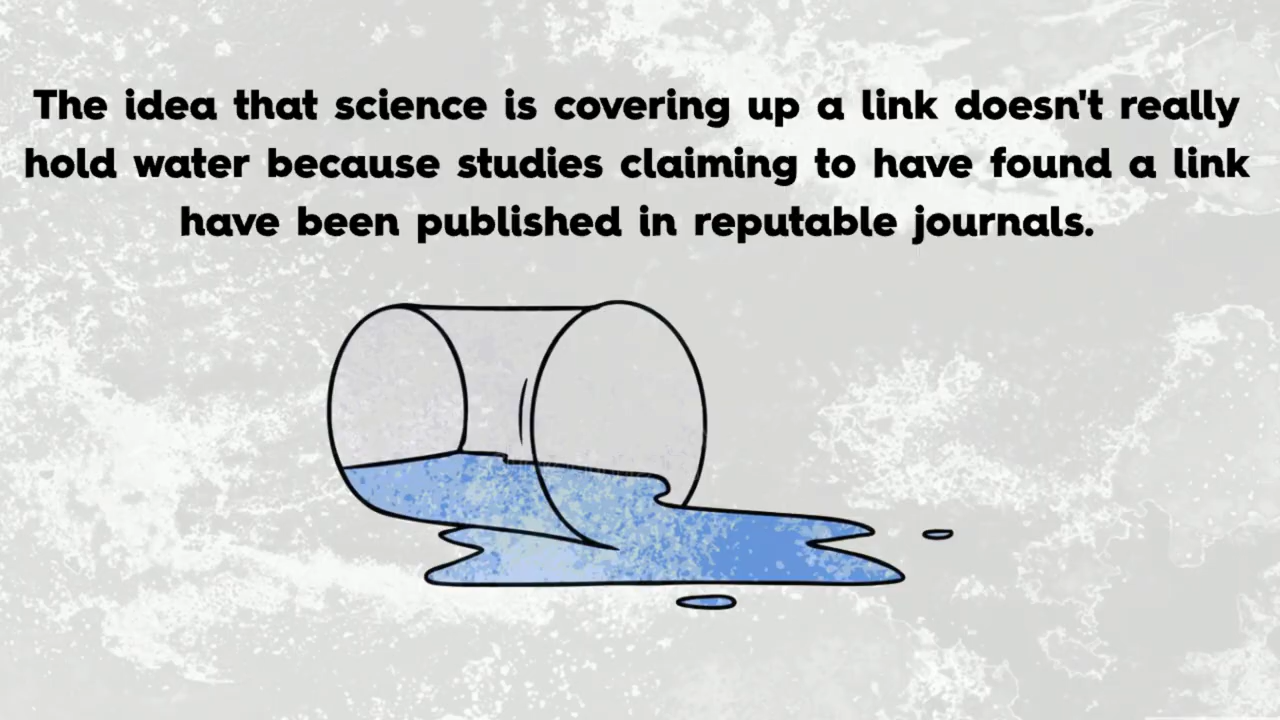 The idea that science is covering up a link doesn't really
hold water because studies claiming to have found a link
have been published in reputable journals.